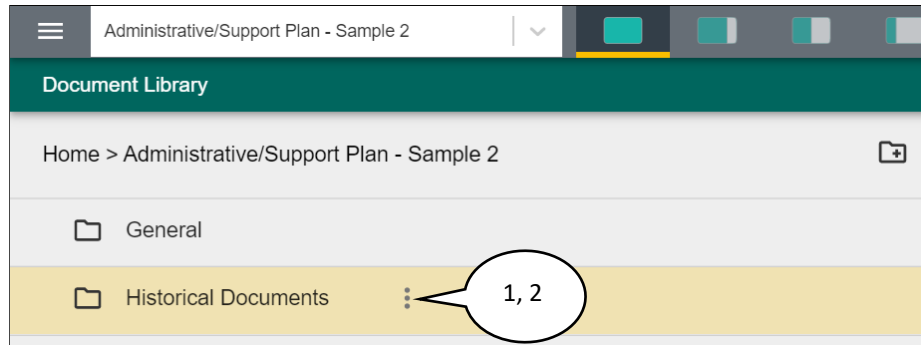 Administrative/Support Plan - Sample 2
Document Library
Home > Administrative/Support Plan - Sample 2
General
Historical Documents
1, 2